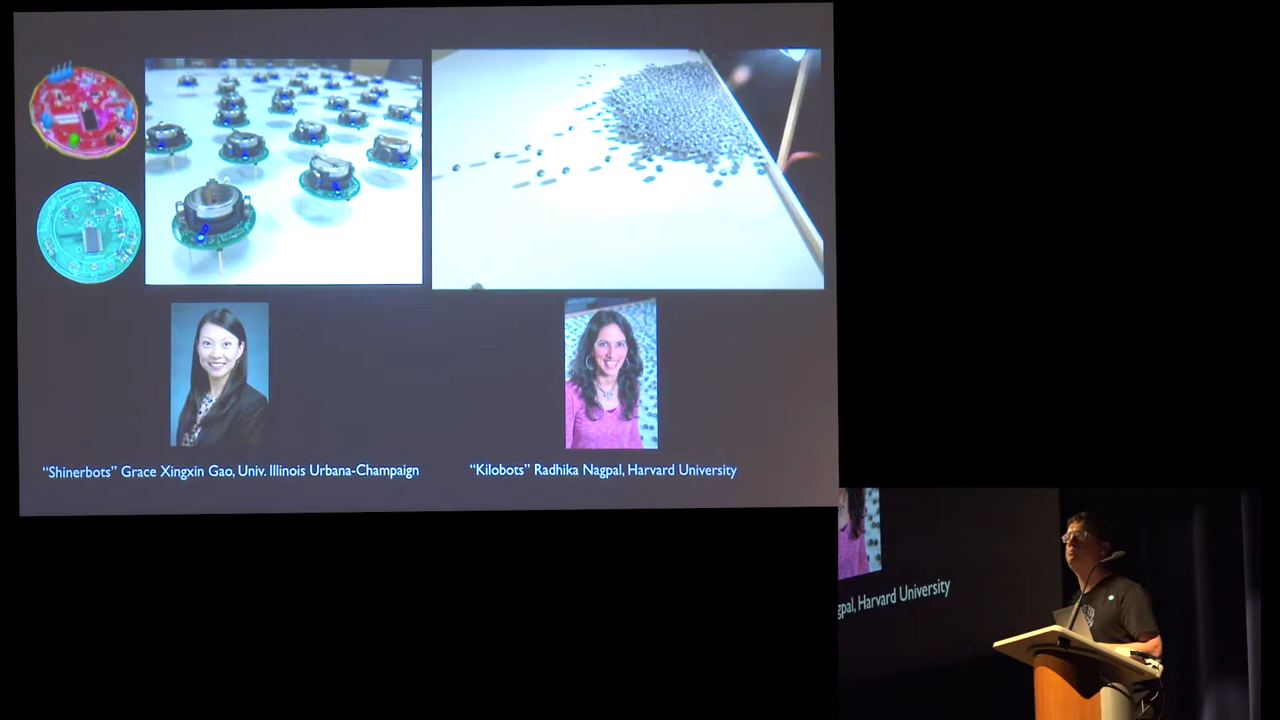 “Shinerbots” Grace Xingxin Gao, Univ. Illinois Urbana-Champaign
“Kilobots” Radhika Nagpal, Harvard University
gpal, Harvard University